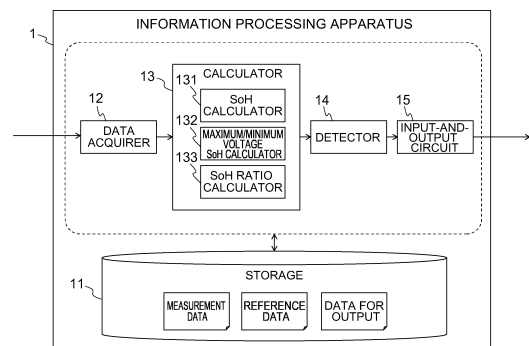 INFORMATION PROCESSING APPARATUS
1
12
DATA
ACQUIRER
13
CALCULATOR
131
SoH
CALCULATOR
132
MAXIMUM/MINIMUM
VOLTAGE
SoH CALCULATOR
133
SoH RATIO
CALCULATOR
14
DETECTOR
15
INPUT-AND-
OUTPUT
CIRCUIT
11
STORAGE
MEASUREMENT
DATA
REFERENCE
DATA
DATA FOR
OUTPUT